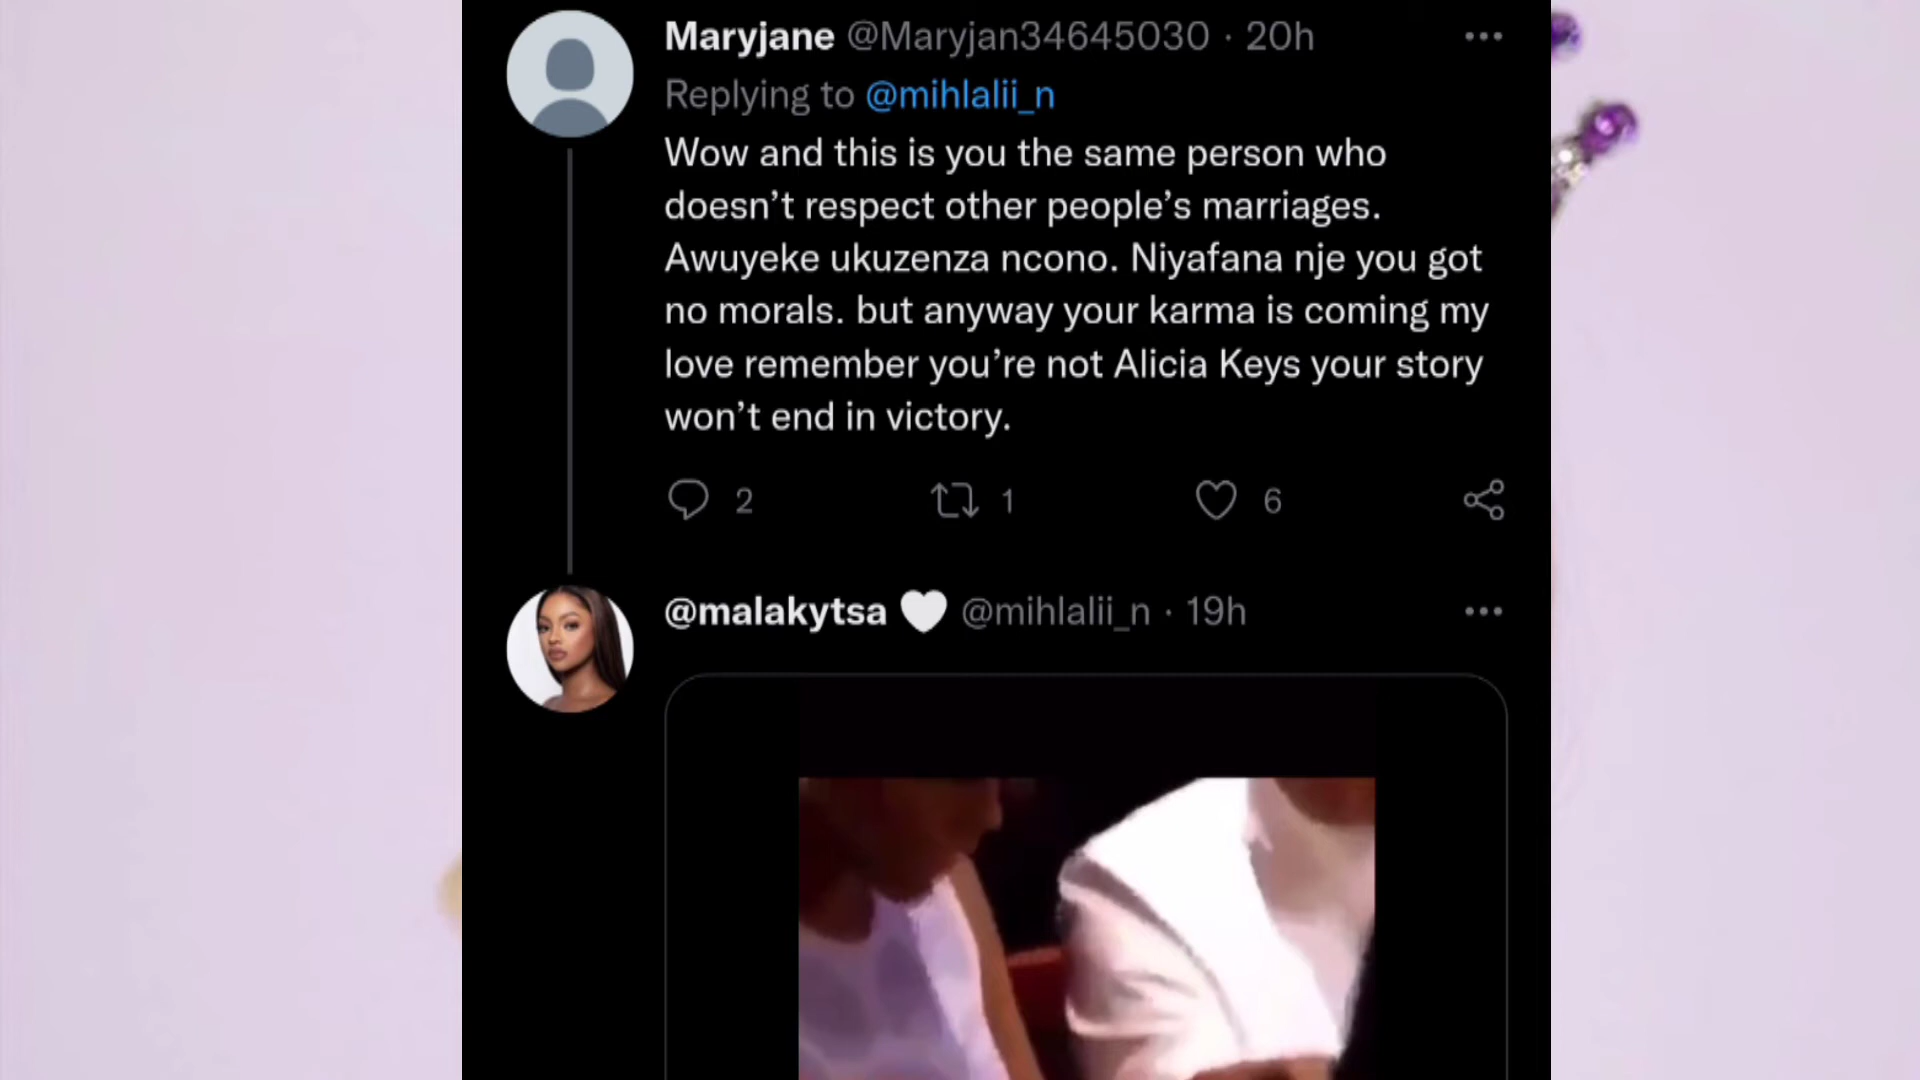 Maryjane @Maryjan34645030 · 20h
Replying to @mihlalii_n
Wow and this is you the same person who
doesn’t respect other people’s marriages.
Awuyeke ukuzenza ncono. Niyafana nje you got
no morals. but anyway your karma is coming my
love remember you’re not Alicia Keys your story
won’t end in victory.
2 1 6
@malakytsa 🤍 @mihlalii_n · 19h